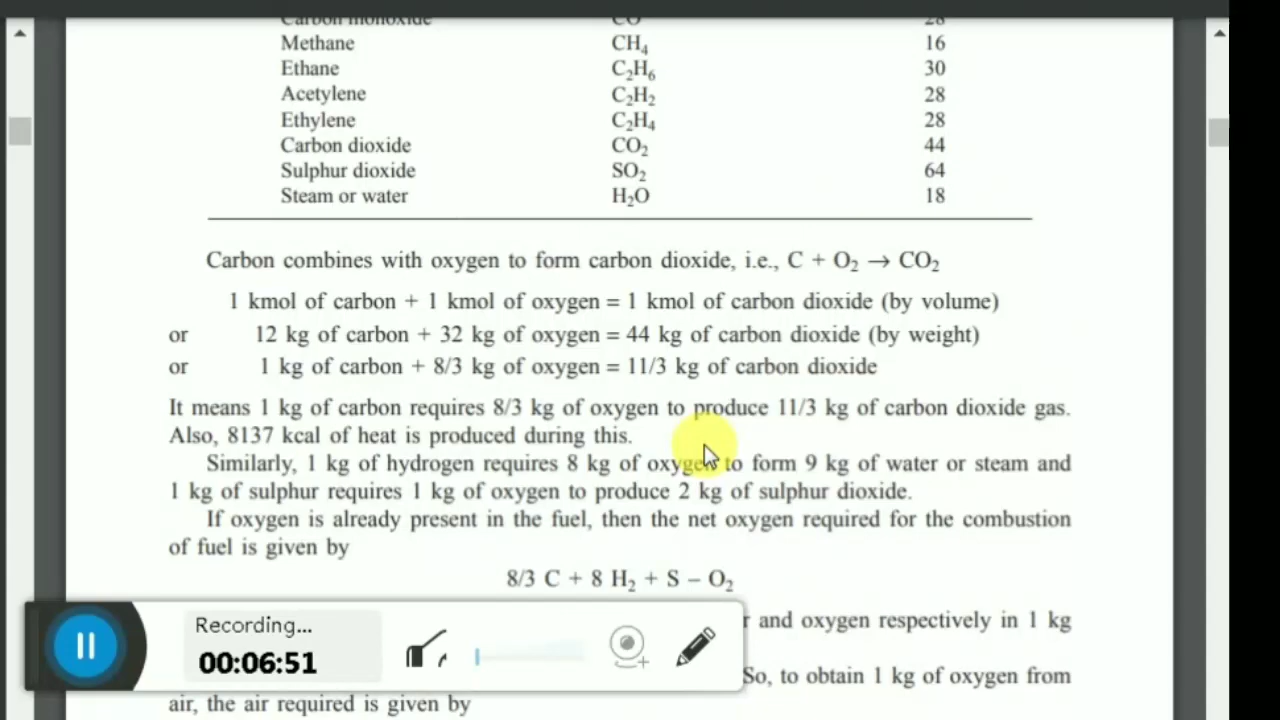 Carbon monoxide CO 28
Methane CH₄ 16
Ethane C₂H₆ 30
Acetylene C₂H₂ 28
Ethylene C₂H₄ 28
Carbon dioxide CO₂ 44
Sulphur dioxide SO₂ 64
Steam or water H₂O 18
Carbon combines with oxygen to form carbon dioxide, i.e., C + O₂ → CO₂
1 kmol of carbon + 1 kmol of oxygen = 1 kmol of carbon dioxide (by volume)
or 12 kg of carbon + 32 kg of oxygen = 44 kg of carbon dioxide (by weight)
or 1 kg of carbon + 8/3 kg of oxygen = 11/3 kg of carbon dioxide
It means 1 kg of carbon requires 8/3 kg of oxygen to produce 11/3 kg of carbon dioxide gas.
Also, 8137 kcal of heat is produced during this.
Similarly, 1 kg of hydrogen requires 8 kg of oxygen to form 9 kg of water or steam and
1 kg of sulphur requires 1 kg of oxygen to produce 2 kg of sulphur dioxide.
If oxygen is already present in the fuel, then the net oxygen required for the combustion
of fuel is given by
8/3 C + 8 H₂ + S – O₂
and oxygen respectively in 1 kg
So, to obtain 1 kg of oxygen from
air, the air required is given by
Recording...
00:06:51